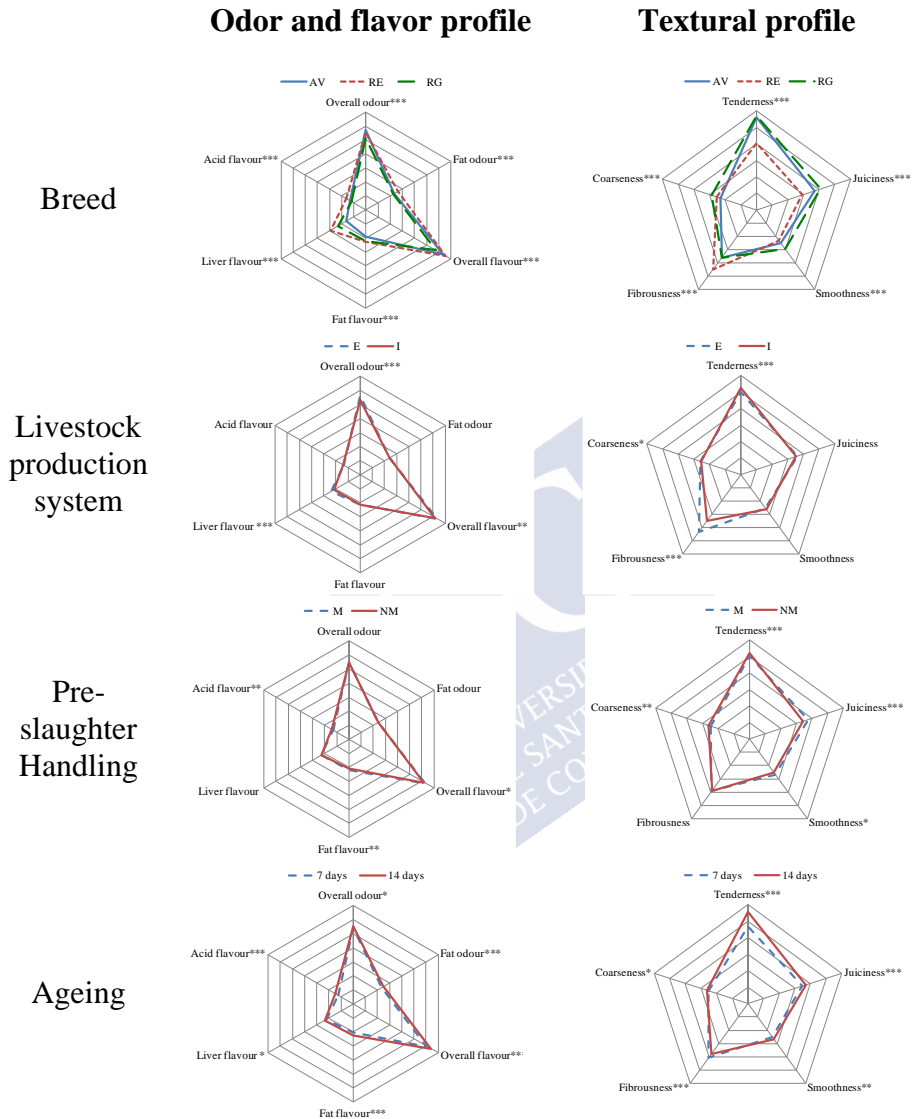 Odor and flavor profile
Textural profile
Breed
AV RE RG
Overall odour***
Fat odour***
Overall flavour***
Fat flavour***
Liver flavour***
Acid flavour***
AV RE RG
Tenderness***
Juiciness***
Smoothness***
Fibrousness***
Coarseness***
Livestock
production
system
E I
Overall odour***
Fat odour
Overall flavour**
Fat flavour
Liver flavour ***
Acid flavour
E I
Tenderness***
Juiciness
Smoothness
Fibrousness***
Coarseness*
Pre-
slaughter
Handling
M NM
Overall odour
Fat odour
Overall flavour*
Fat flavour**
Liver flavour
Acid flavour**
M NM
Tenderness***
Juiciness***
Smoothness*
Fibrousness
Coarseness**
Ageing
7 days 14 days
Overall odour*
Fat odour***
Overall flavour**
Fat flavour***
Liver flavour *
Acid flavour***
7 days 14 days
Tenderness***
Juiciness***
Smoothness**
Fibrousness***
Coarseness*